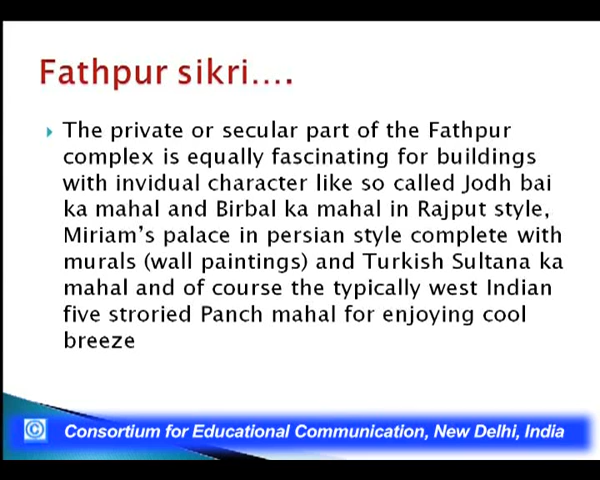 Fathpur sikri....
The private or secular part of the Fathpur
complex is equally fascinating for buildings
with invidual character like so called Jodh bai
ka mahal and Birbal ka mahal in Rajput style,
Miriam's palace in persian style complete with
murals (wall paintings) and Turkish Sultana ka
mahal and of course the typically west Indian
five stroried Panch mahal for enjoying cool
breeze
© Consortium for Educational Communication, New Delhi, India